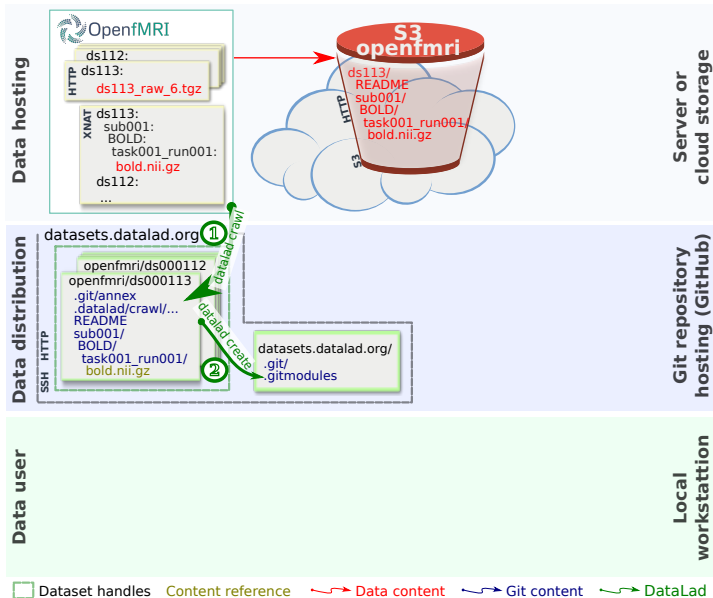 Data hosting
OpenfMRI
ds112:
HTTP
ds113:
ds113_raw_6.tgz
XNAT
ds113:
sub001:
BOLD:
task001_run001:
bold.nii.gz
ds112:
...
S3
openfmri
ds113/
README
sub001/
BOLD/
task001_run001/
bold.nii.gz
HTTP
S3
Server or
cloud storage
Data distribution
datasets.datalad.org
1
datalad crawl
openfmri/ds000112
openfmri/ds000113
.git/annex
.datalad/crawl/...
README
sub001/
BOLD/
task001_run001/
bold.nii.gz
SSH HTTP
2
datalad create
datasets.datalad.org/
.git/
.gitmodules
Git repository
hosting (GitHub)
Data user
Local
workstattion
Dataset handles
Content reference
Data content
Git content
DataLad